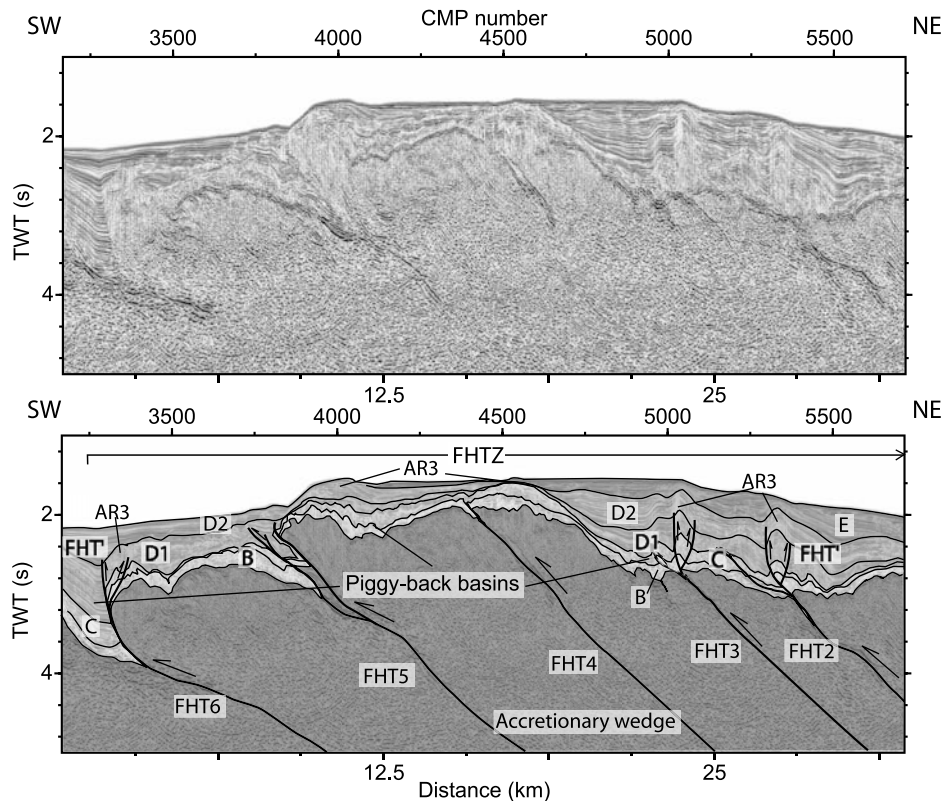 SW CMP number NE
3500 4000 4500 5000 5500
TWT (s)
2
4
12.5 25
SW NE
3500 4000 4500 5000 5500
FHTZ
AR3 AR3
AR3 D2 D2 E
FHT' D1 B D1 C FHT'
Piggy-back basins
B
C
FHT6 FHT5 FHT4 FHT3 FHT2
Accretionary wedge
TWT (s)
2
4
12.5 25
Distance (km)